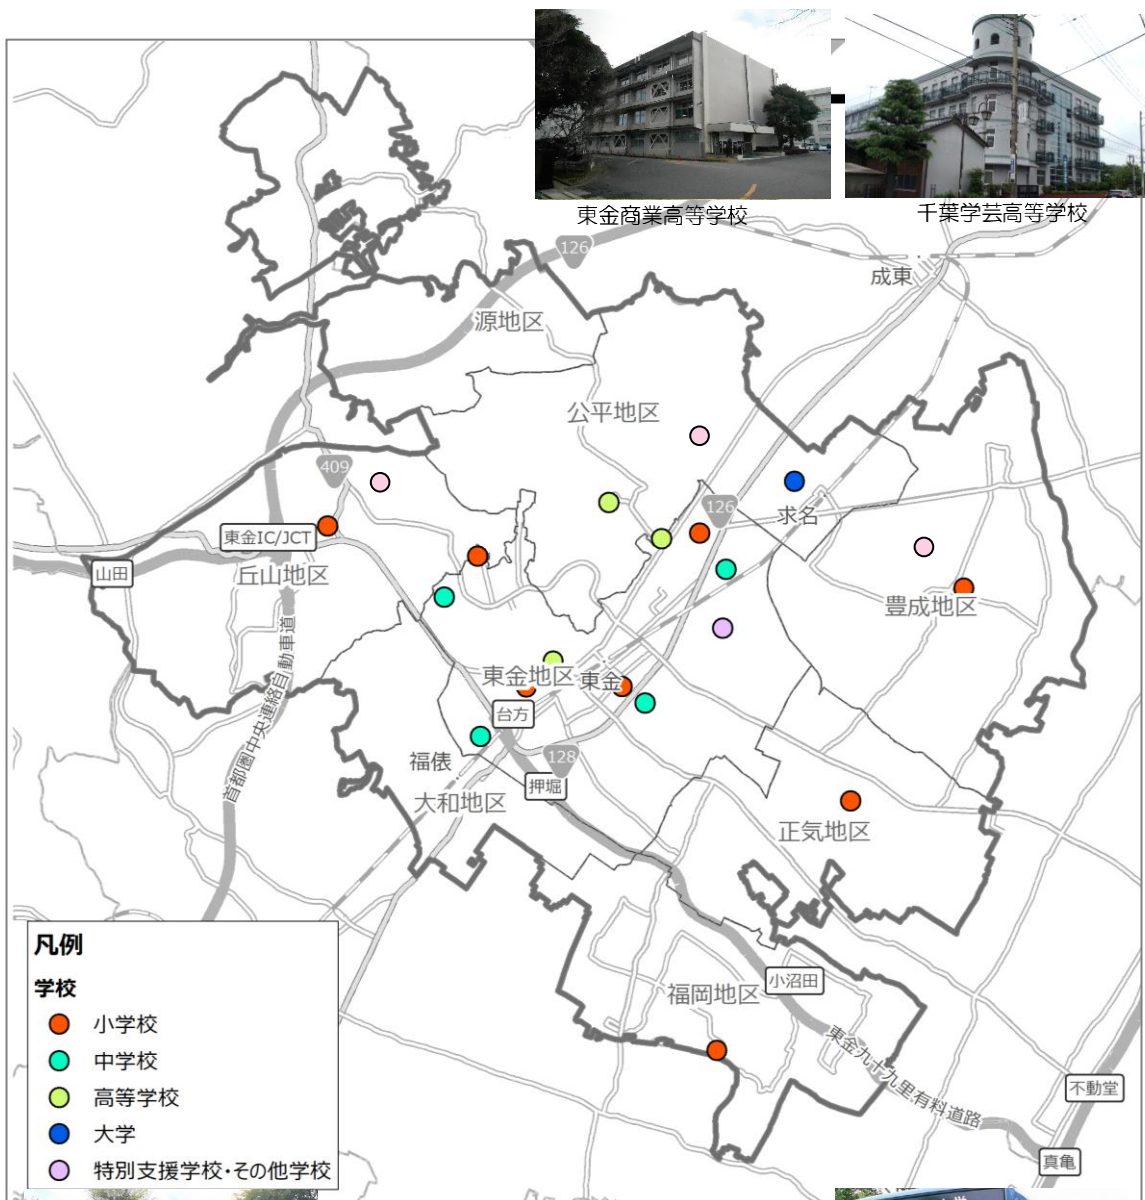 東金商業高等学校
千葉学芸高等学校
126
成東
源地区
公平地区
409
126
求名
東金IC/JCT
山田
丘山地区
豊成地区
首都圏中央連絡自動車道
東金地区
東金
台方
福俵
128
押堀
大和地区
正気地区
小沼田
福岡地区
東金九十九里有料道路
不動堂
真亀
凡例
学校
小学校
中学校
高等学校
大学
特別支援学校・その他学校